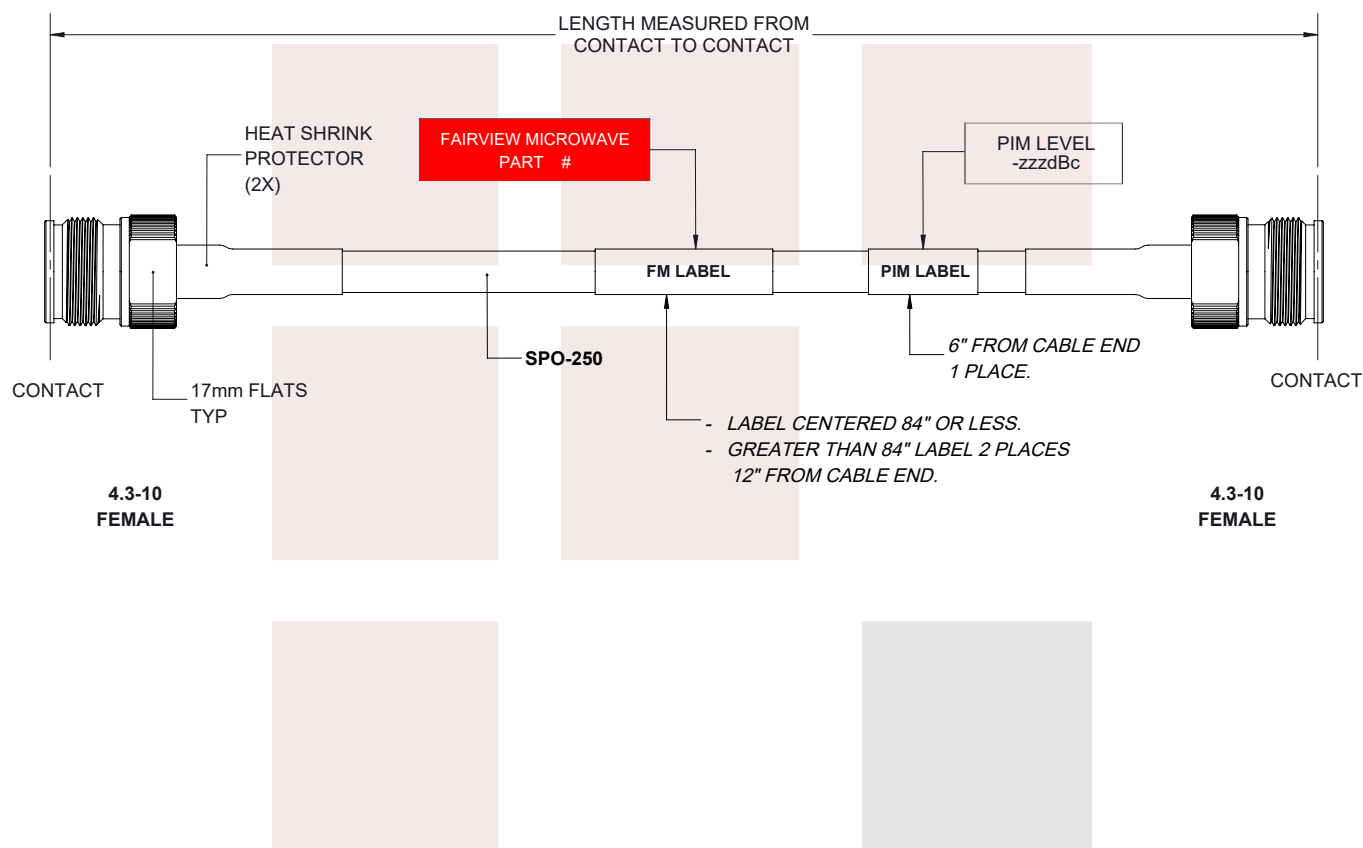 LENGTH MEASURED FROM
CONTACT TO CONTACT
HEAT SHRINK
PROTECTOR
(2X)
FAIRVIEW MICROWAVE
PART #
PIM LEVEL
-zzzdBc
FM LABEL
PIM LABEL
SPO-250
6" FROM CABLE END
1 PLACE.
CONTACT
17mm FLATS
TYP
CONTACT
- LABEL CENTERED 84" OR LESS.
- GREATER THAN 84" LABEL 2 PLACES
12" FROM CABLE END.
4.3-10
FEMALE
4.3-10
FEMALE